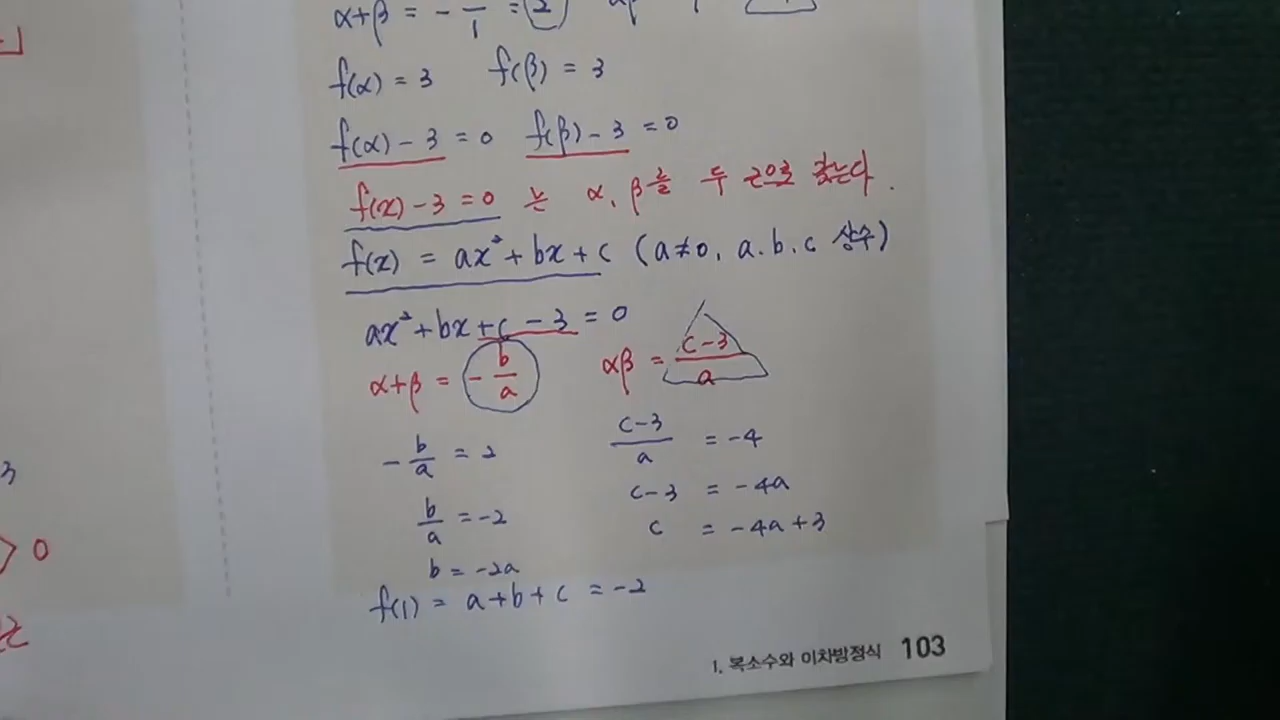 α+β = - — = 2
1
f(α) = 3 f(β) = 3
f(α) - 3 = 0 f(β) - 3 = 0
f(x) - 3 = 0 는 α, β를 두 근으로 갖는다.
f(x) = ax² + bx + c (a≠0, a.b.c 상수)
ax² + bx + c - 3 = 0
α+β = - b/a αβ = c-3/a
- b/a = 2 c-3/a = -4
b/a = -2 c-3 = -4a
b = -2a c = -4a+3
f(1) = a+b+c = -2
> 0
Ⅰ. 복소수와 이차방정식 103